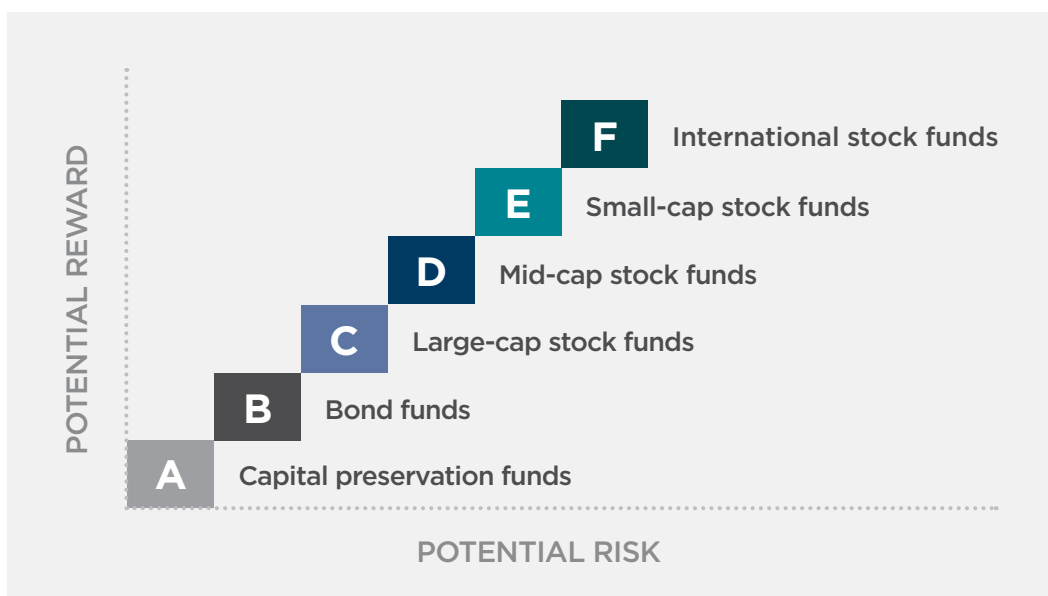 POTENTIAL REWARD
F International stock funds
E Small-cap stock funds
D Mid-cap stock funds
C Large-cap stock funds
B Bond funds
A Capital preservation funds
POTENTIAL RISK